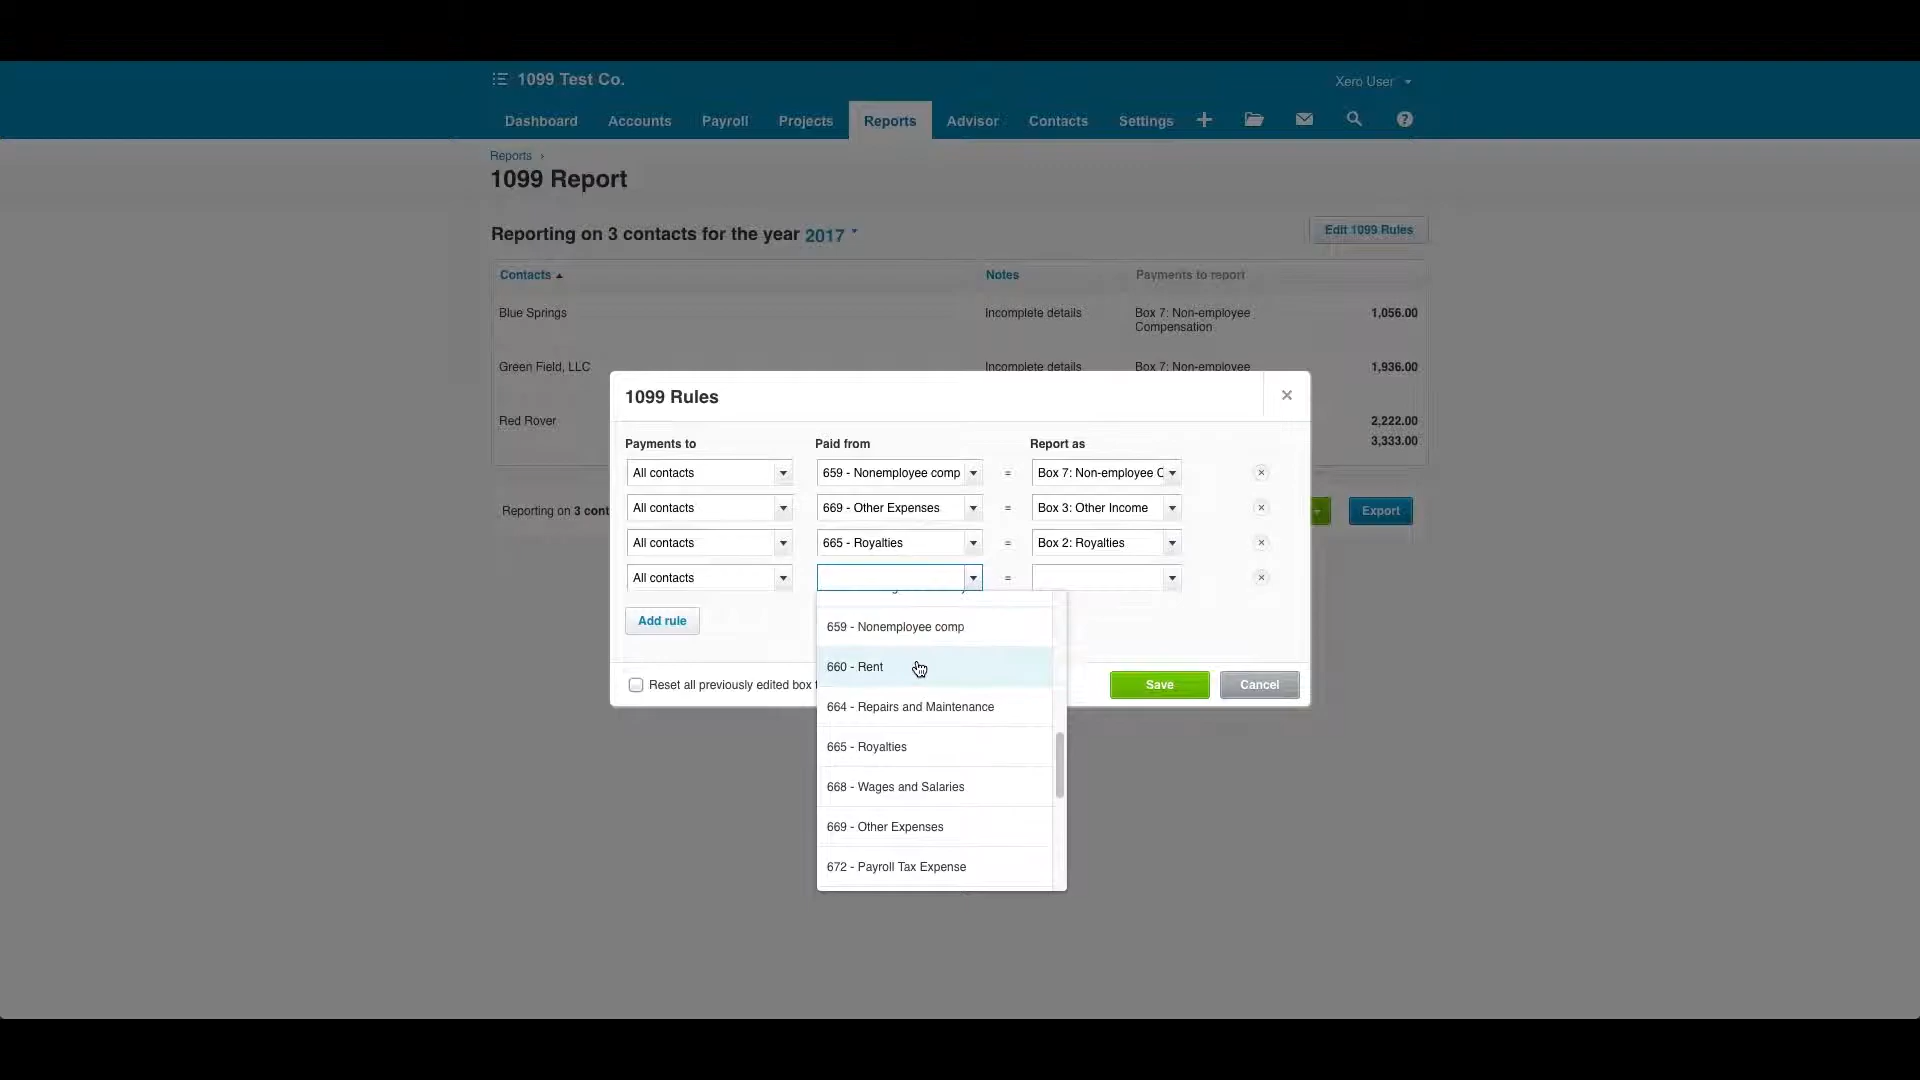 1099 Test Co.
Xero User
Dashboard Accounts Payroll Projects Reports Advisor Contacts Settings
Reports ›
1099 Report
Reporting on 3 contacts for the year 2017
Edit 1099 Rules
Contacts Notes Payments to report
Blue Springs Incomplete details Box 7: Non-employee 1,056.00
Compensation
Green Field, LLC Incomplete details Box 7: Non-employee 1,936.00
Red Rover 2,222.00
3,333.00
Reporting on 3 cont
Export
1099 Rules
Payments to Paid from Report as
All contacts 659 - Nonemployee comp = Box 7: Non-employee C
All contacts 669 - Other Expenses = Box 3: Other Income
All contacts 665 - Royalties = Box 2: Royalties
All contacts =
Add rule
659 - Nonemployee comp
660 - Rent
664 - Repairs and Maintenance
665 - Royalties
668 - Wages and Salaries
669 - Other Expenses
672 - Payroll Tax Expense
Reset all previously edited box
Save Cancel